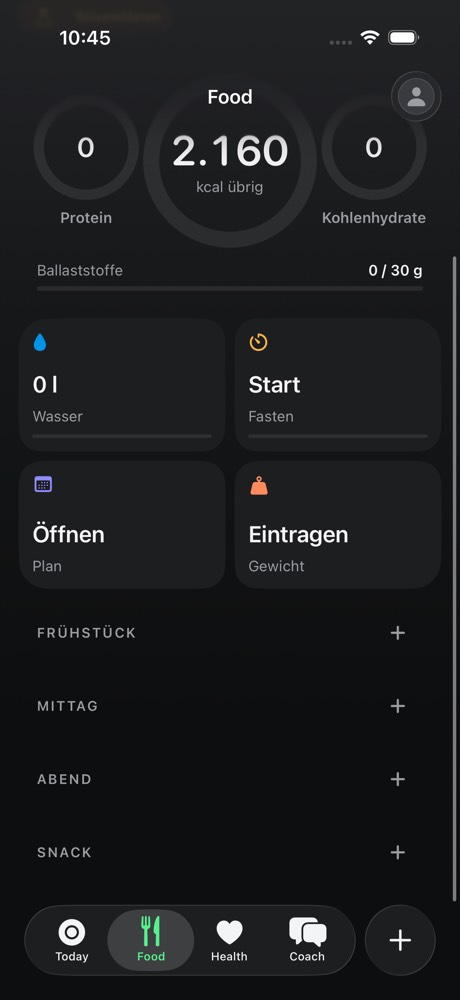 10:45
Food
0
2.160
kcal übrig
0
Protein
Kohlenhydrate
Ballaststoffe
0 / 30 g
0 l
Wasser
Start
Fasten
Öffnen
Plan
Eintragen
Gewicht
FRÜHSTÜCK
MITTAG
ABEND
SNACK
Today
Food
Health
Coach